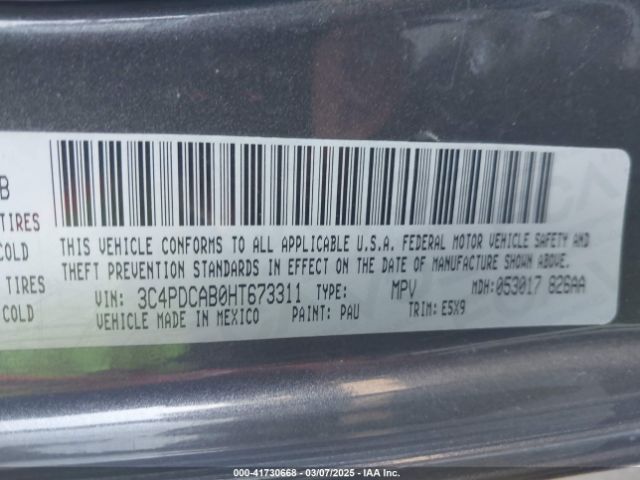 B
TIRES
COLD
TIRES
COLD
THIS VEHICLE CONFORMS TO ALL APPLICABLE U.S.A. FEDERAL MOTOR VEHICLE SAFETY AND
THEFT PREVENTION STANDARDS IN EFFECT ON THE DATE OF MANUFACTURE SHOWN ABOVE.
VIN: 3C4PDCAB0HT673311 TYPE: MPV MDH: 053017 826AA
VEHICLE MADE IN MEXICO PAINT: PAU TRIM: E5X9
000-41730668 — 03/07/2025 — IAA Inc.